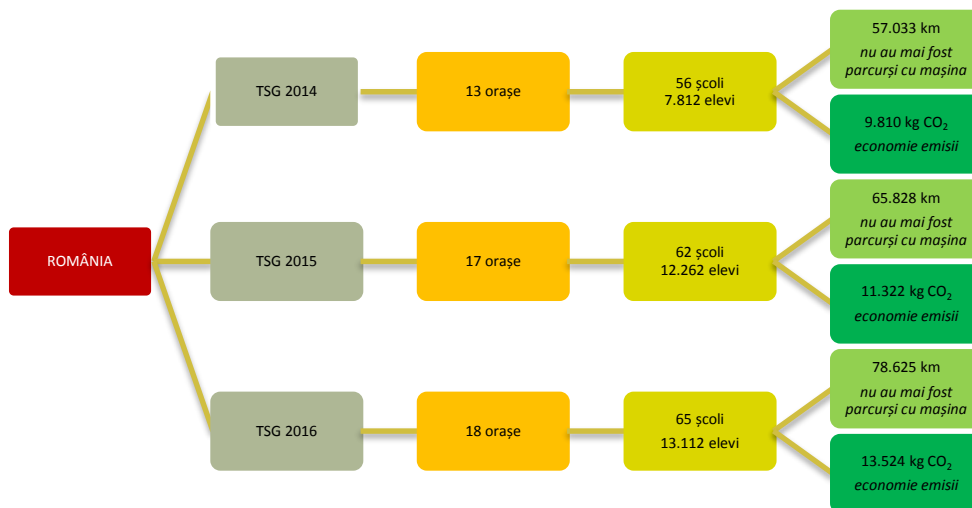 ROMÂNIA
TSG 2014
13 orașe
56 școli
7.812 elevi
57.033 km
nu au mai fost
parcurși cu mașina
9.810 kg CO₂
economie emisii
TSG 2015
17 orașe
62 școli
12.262 elevi
65.828 km
nu au mai fost
parcurși cu mașina
11.322 kg CO₂
economie emisii
TSG 2016
18 orașe
65 școli
13.112 elevi
78.625 km
nu au mai fost
parcurși cu mașina
13.524 kg CO₂
economie emisii